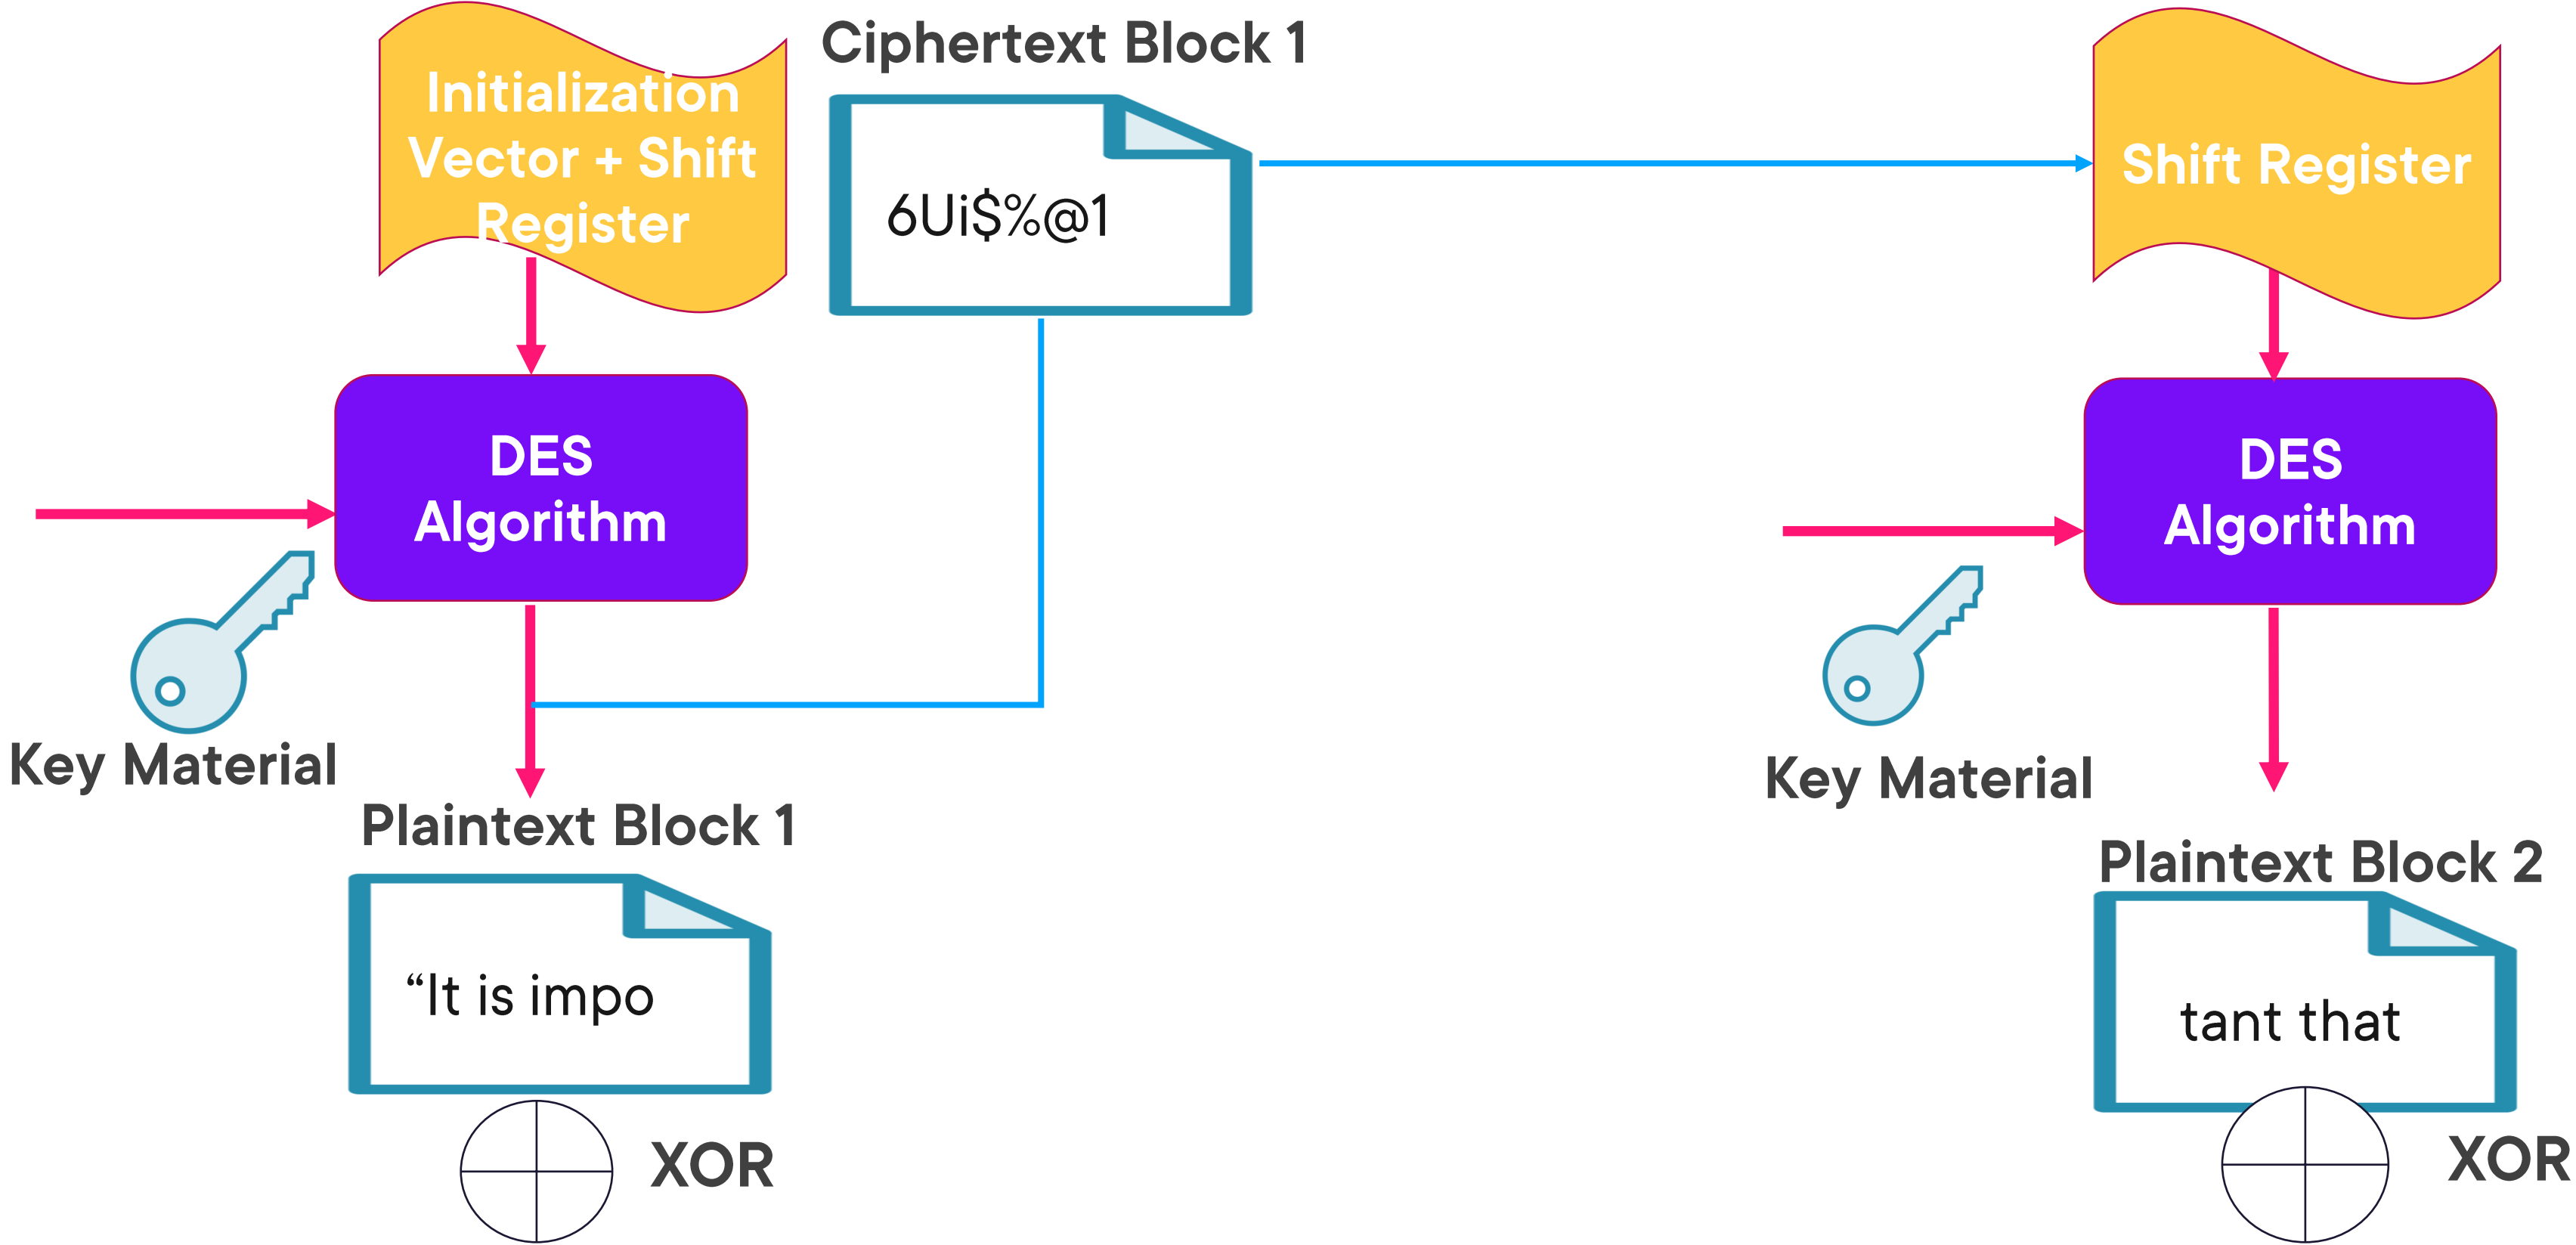 Initialization
Vector + Shift
Register
Ciphertext Block 1
6Ui$%@1
Shift Register
DES
Algorithm
DES
Algorithm
Key Material
Key Material
Plaintext Block 1
“It is impo
XOR
Plaintext Block 2
tant that
XOR